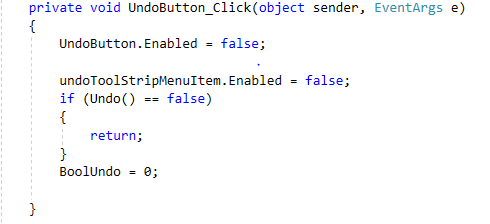 private void UndoButton_Click(object sender, EventArgs e)
{
UndoButton.Enabled = false;
undoToolStripMenuItem.Enabled = false;
if (Undo() == false)
{
return;
}
BoolUndo = 0;
}